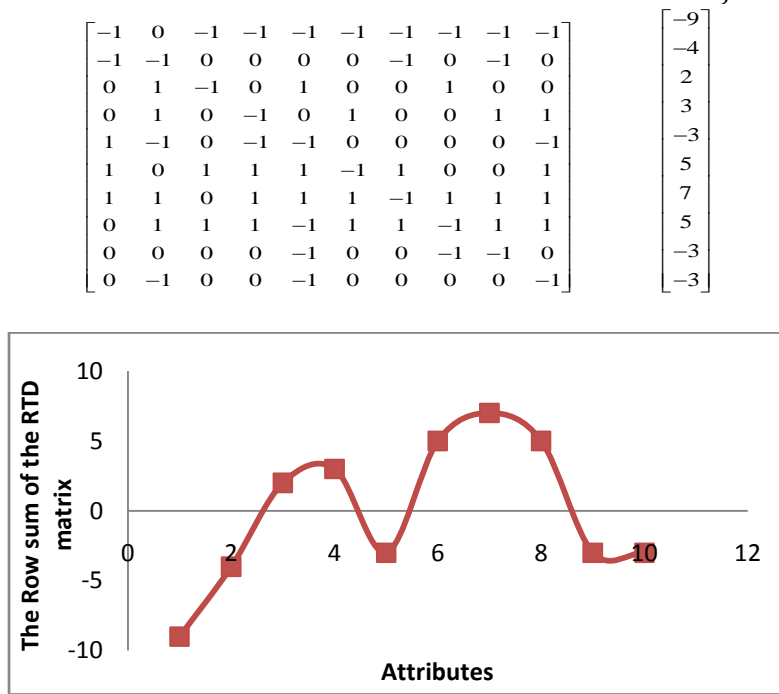 −1 0 −1 −1 −1 −1 −1 −1 −1 −1 −9
−1 −1 0 0 0 0 −1 0 −1 0 −4
0 1 −1 0 1 0 0 1 0 0 2
0 1 0 −1 0 1 0 0 1 1 3
1 −1 0 −1 −1 0 0 0 0 −1 −3
1 0 1 1 1 −1 1 0 0 1 5
1 1 0 1 1 1 −1 1 1 1 7
0 1 1 1 −1 1 1 −1 1 1 5
0 0 0 0 −1 0 0 −1 −1 0 −3
0 −1 0 0 −1 0 0 0 0 −1 −3
The Row sum of the RTD
matrix
10
5
0
-5
-10
0 2 4 6 8 10 12
Attributes